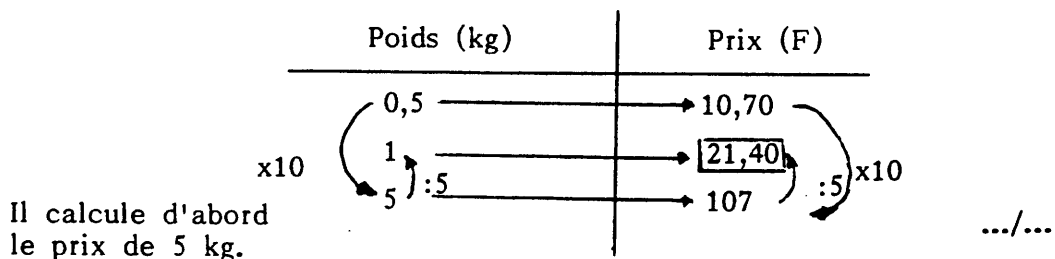 Poids (kg) Prix (F)
0,5 10,70
1 21,40
x10 :5 :5 x10
5 107
Il calcule d'abord
le prix de 5 kg.
.../...